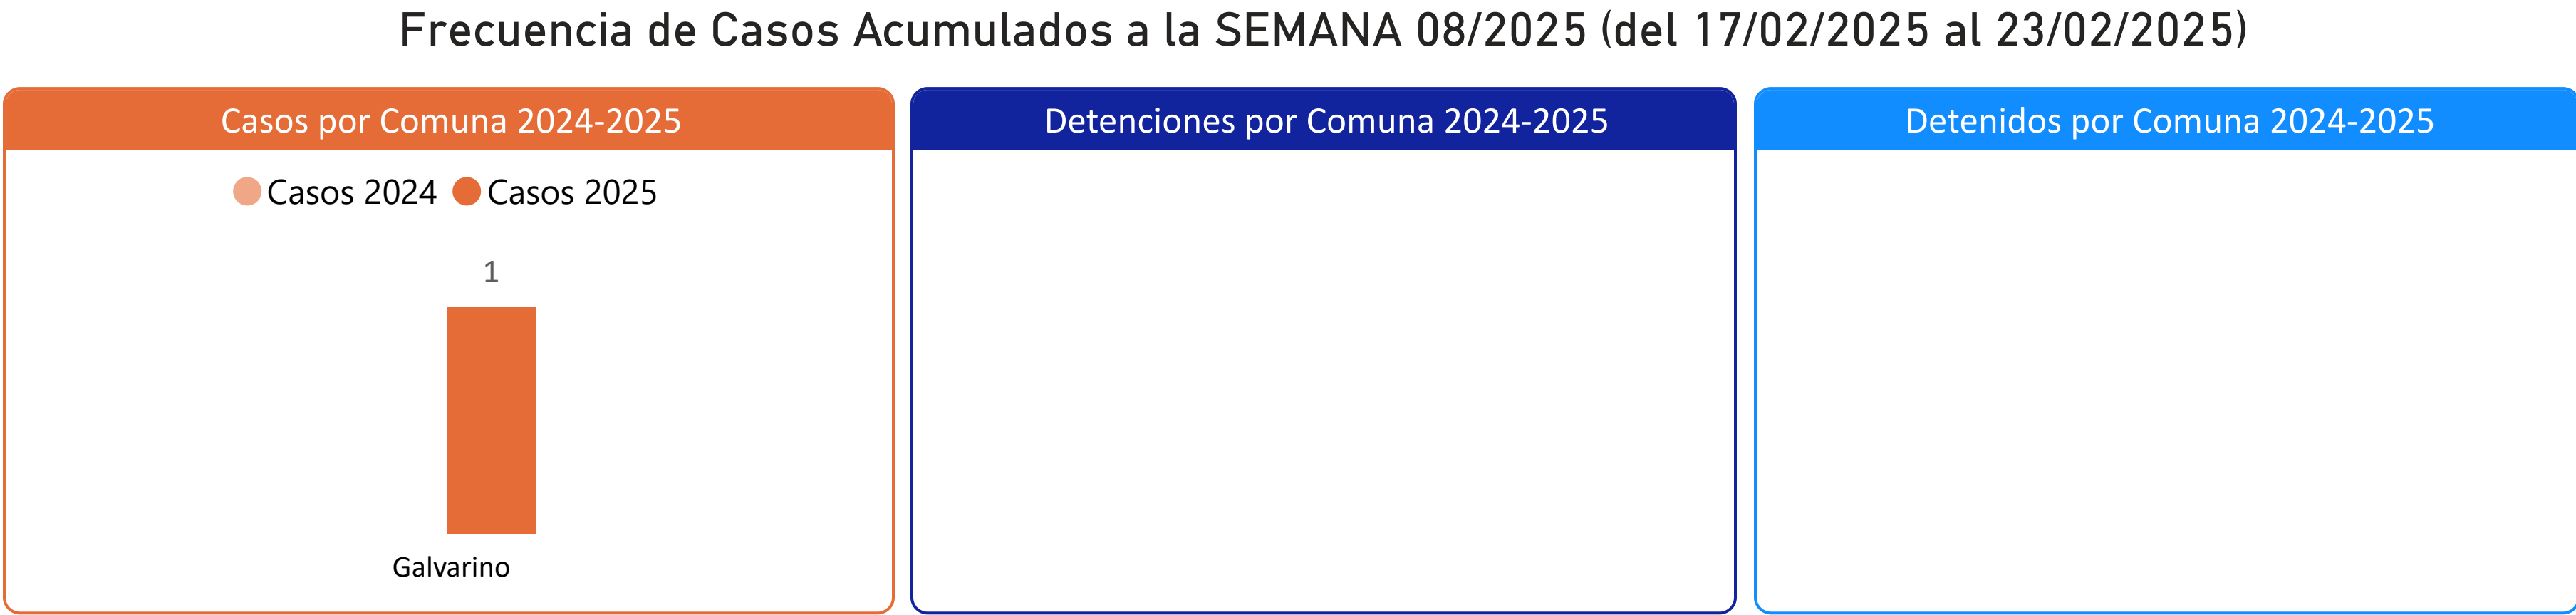 Frecuencia de Casos Acumulados a la SEMANA 08/2025 (del 17/02/2025 al 23/02/2025)
Casos por Comuna 2024-2025
Casos 2024 Casos 2025
1
Galvarino
Detenciones por Comuna 2024-2025
Detenidos por Comuna 2024-2025